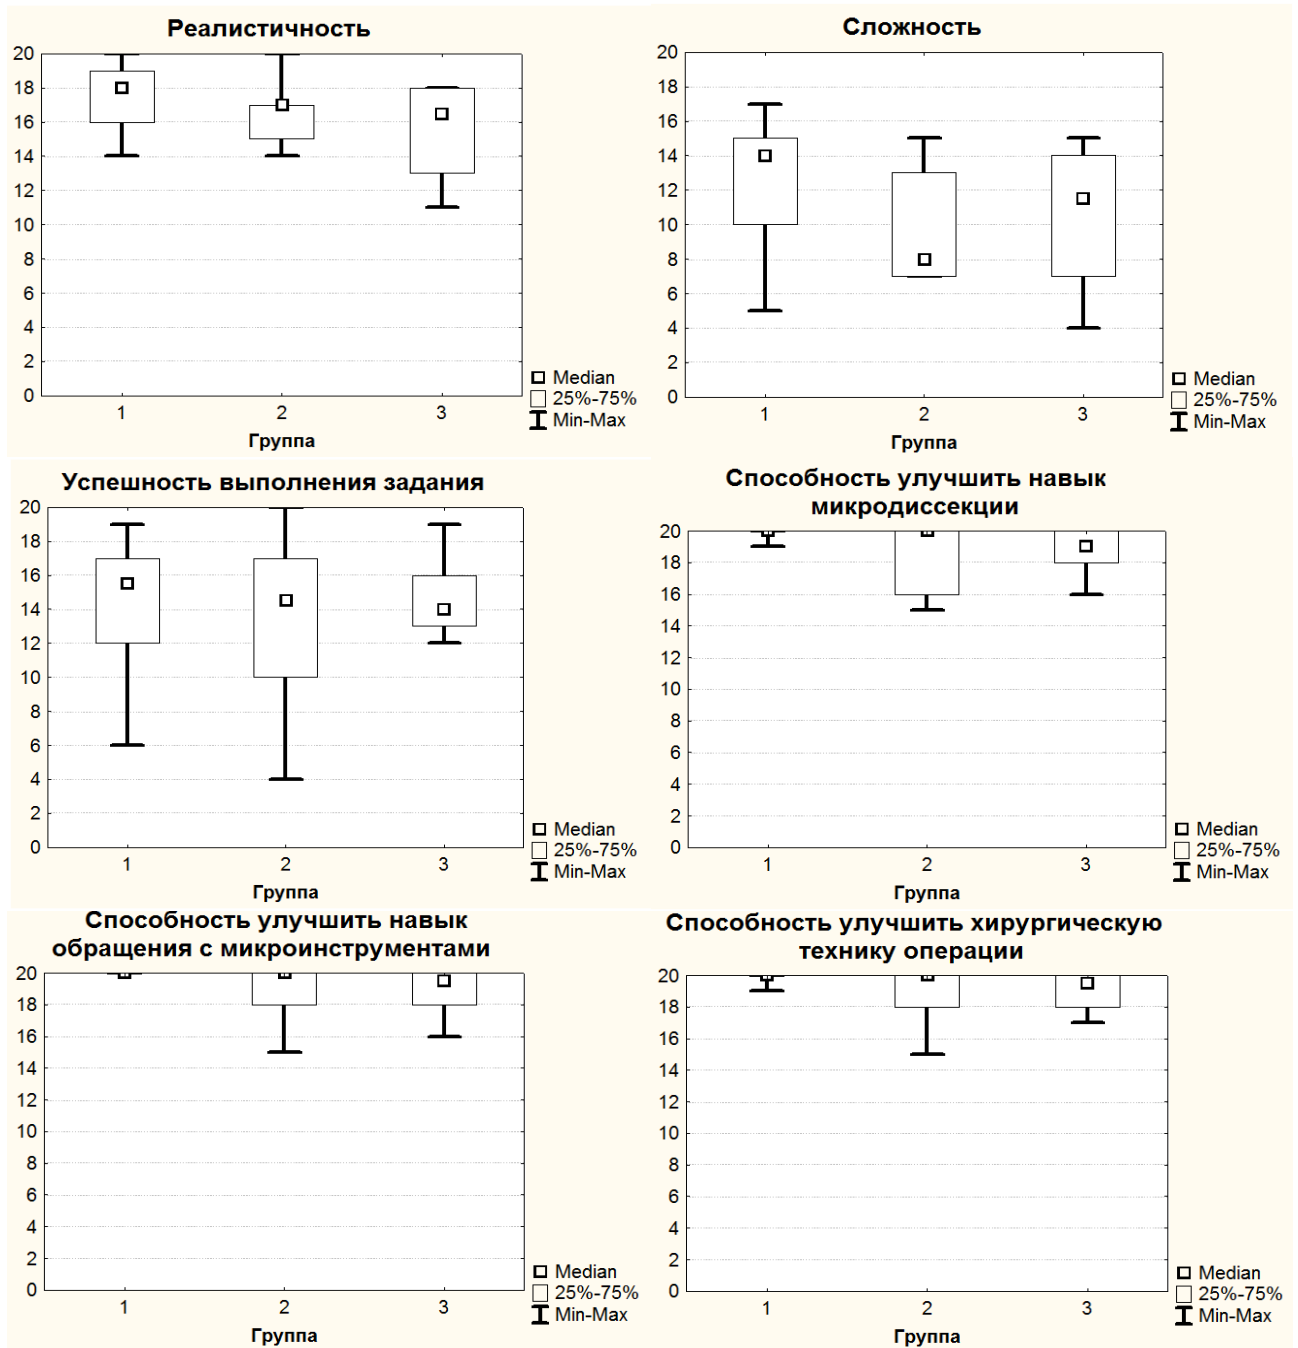 Реалистичность
20
18
16
14
12
10
8
6
4
2
0
1 2 3
Группа
Median
25%-75%
Min-Max
Сложность
20
18
16
14
12
10
8
6
4
2
0
1 2 3
Группа
Median
25%-75%
Min-Max
Успешность выполнения задания
20
18
16
14
12
10
8
6
4
2
0
1 2 3
Группа
Median
25%-75%
Min-Max
Способность улучшить навык
микродиссекции
20
18
16
14
12
10
8
6
4
2
0
1 2 3
Группа
Median
25%-75%
Min-Max
Способность улучшить навык
обращения с микроинструментами
20
18
16
14
12
10
8
6
4
2
0
1 2 3
Группа
Median
25%-75%
Min-Max
Способность улучшить хирургическую
технику операции
20
18
16
14
12
10
8
6
4
2
0
1 2 3
Группа
Median
25%-75%
Min-Max